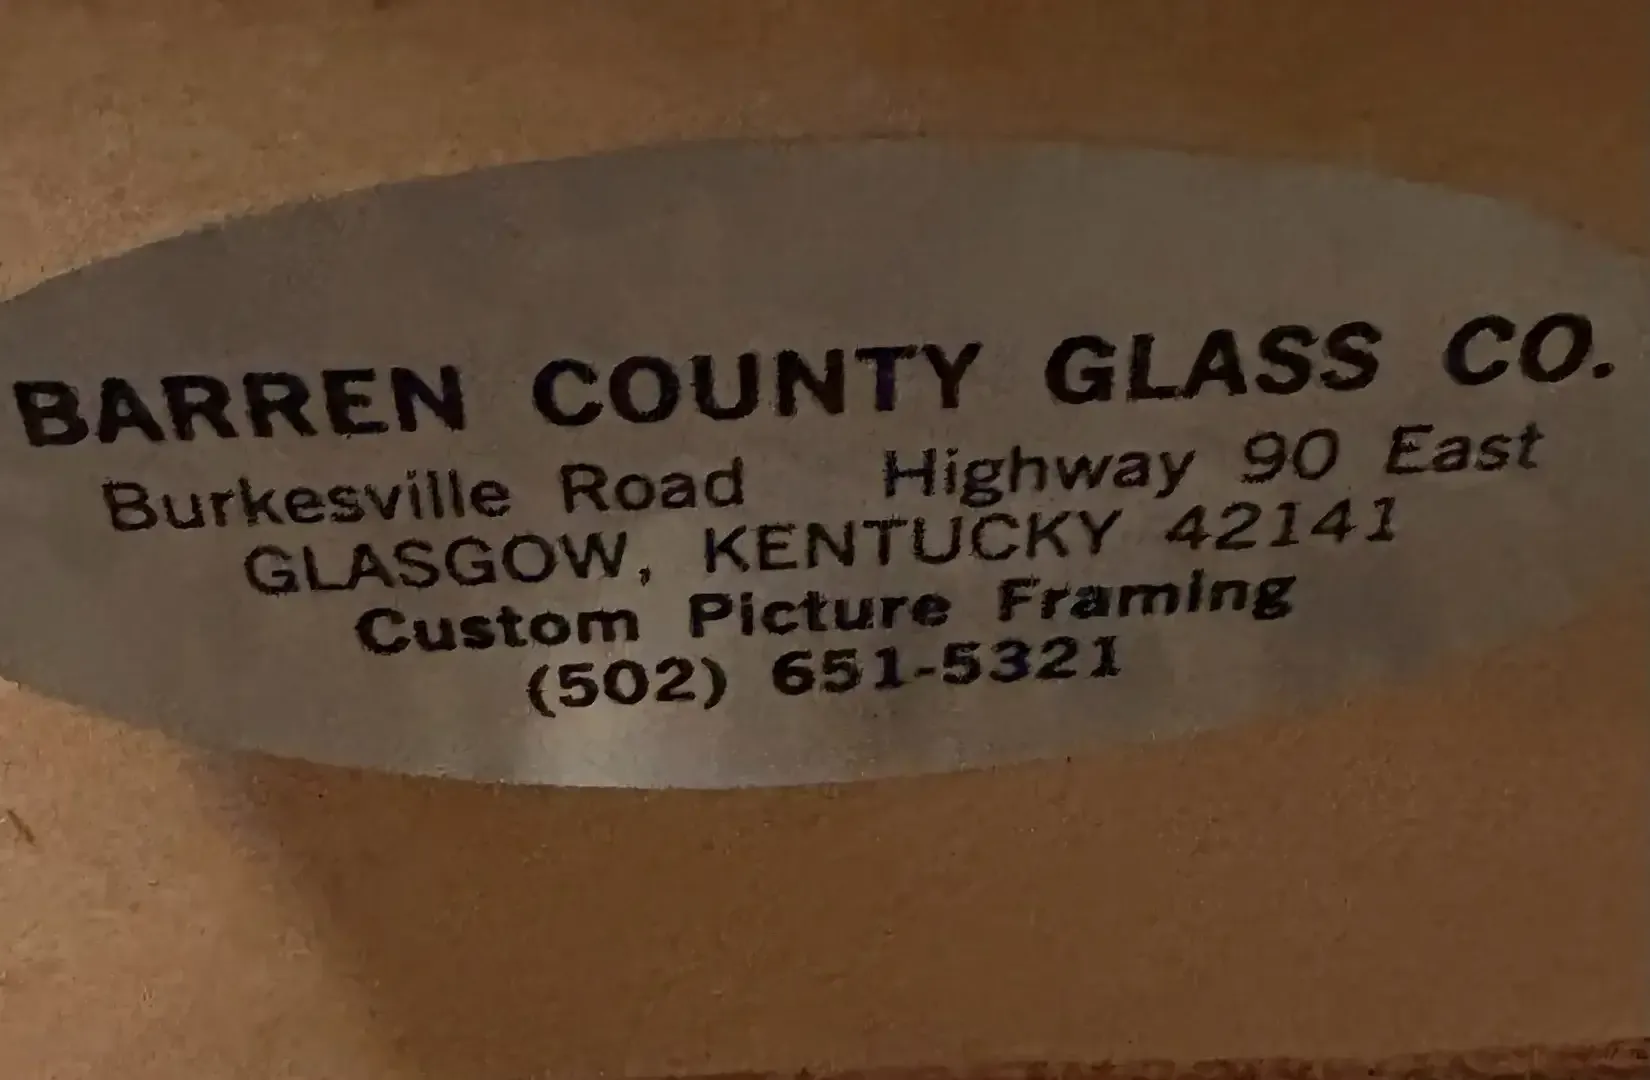 BARREN COUNTY GLASS CO.
Burkesville Road Highway 90 East
GLASGOW, KENTUCKY 42141
Custom Picture Framing
(502) 651-5321